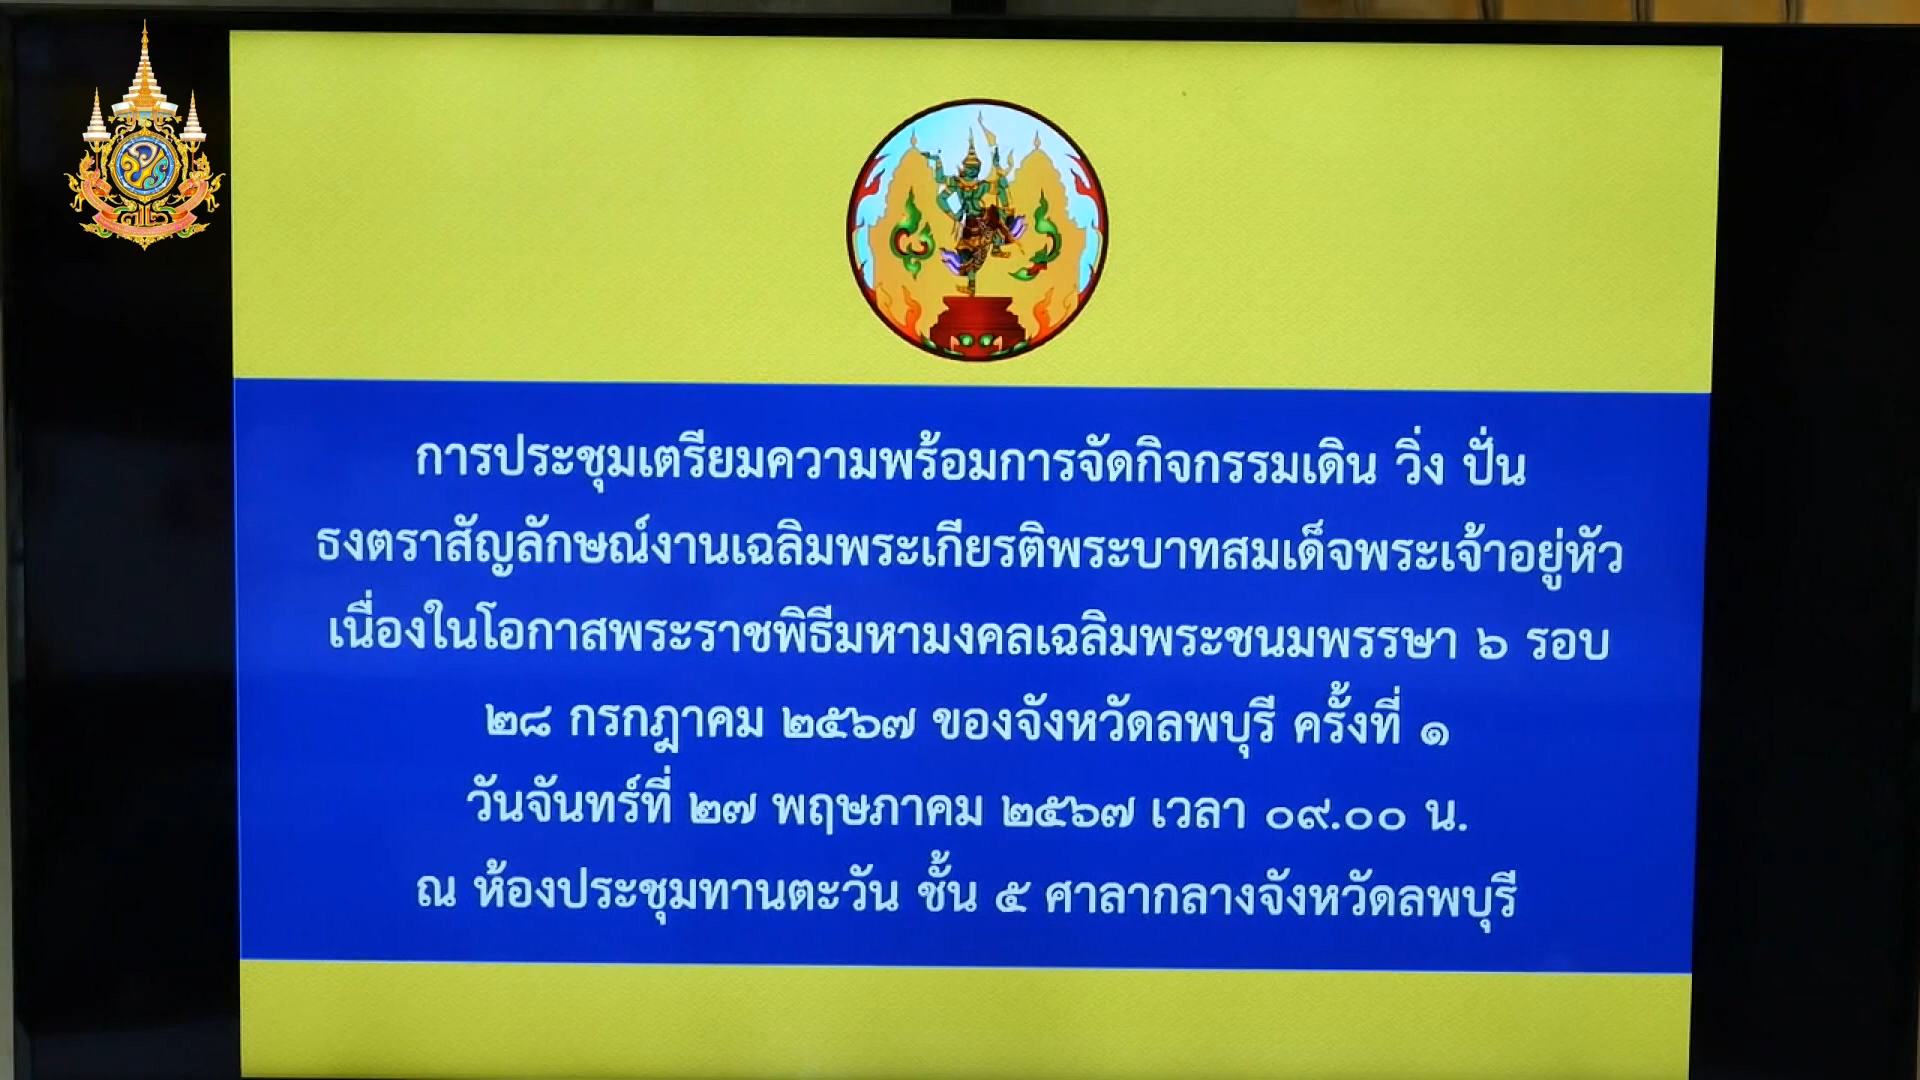 ๗๒
การประชุมเตรียมความพร้อมการจัดกิจกรรมเดิน วิ่ง ปั่น
ธงตราสัญลักษณ์งานเฉลิมพระเกียรติพระบาทสมเด็จพระเจ้าอยู่หัว
เนื่องในโอกาสพระราชพิธีมหามงคลเฉลิมพระชนมพรรษา ๖ รอบ
๒๘ กรกฎาคม ๒๕๖๗ ของจังหวัดลพบุรี ครั้งที่ ๑
วันจันทร์ที่ ๒๗ พฤษภาคม ๒๕๖๗ เวลา ๐๙.๐๐ น.
ณ ห้องประชุมทานตะวัน ชั้น ๕ ศาลากลางจังหวัดลพบุรี